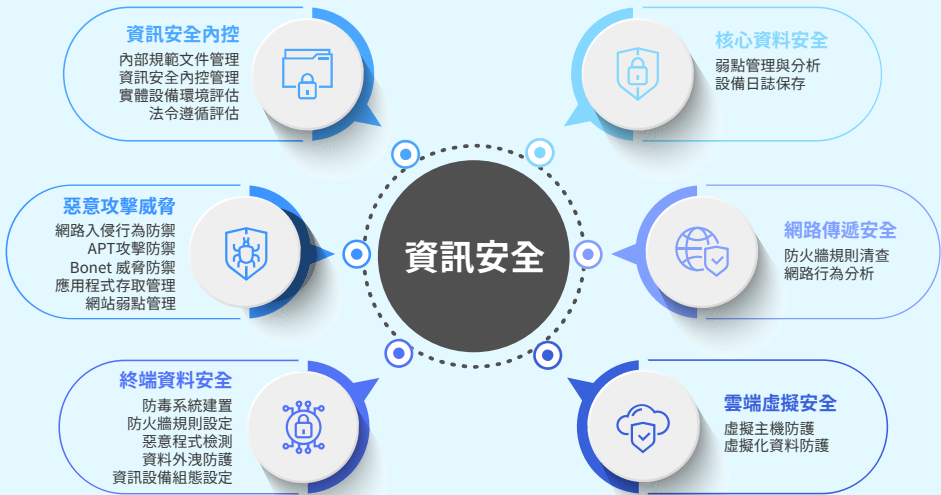 資訊安全內控
內部規範文件管理
資訊安全內控管理
實體設備環境評估
法令遵循評估
核心資料安全
弱點管理與分析
設備日誌保存
惡意攻擊威脅
網路入侵行為防禦
APT攻擊防禦
Bonet 威脅防禦
應用程式存取管理
網站弱點管理
資訊安全
網路傳遞安全
防火牆規則清查
網路行為分析
終端資料安全
防毒系統建置
防火牆規則設定
惡意程式檢測
資料外洩防護
資訊設備組態設定
雲端虛擬安全
虛擬主機防護
虛擬化資料防護